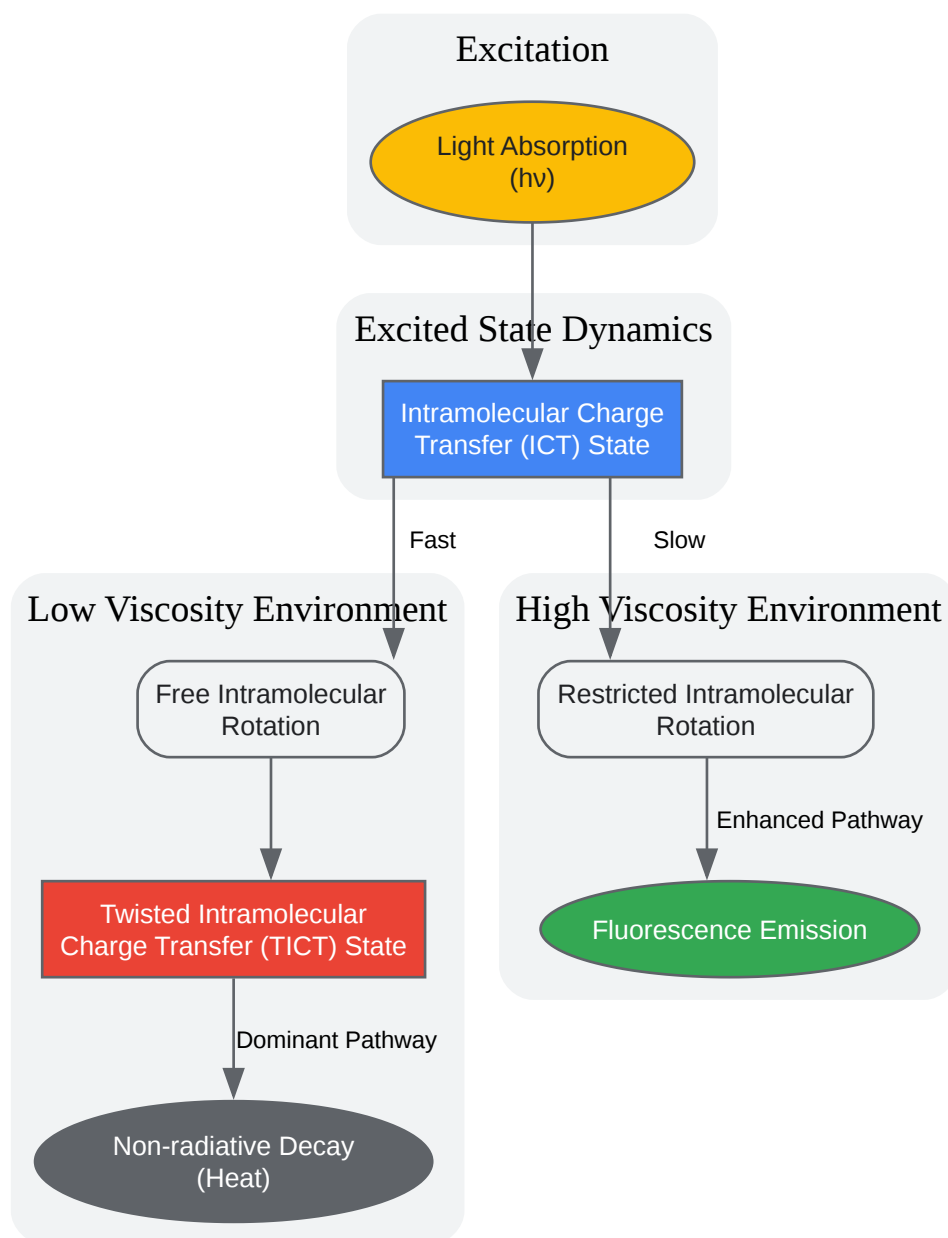 Excitation
Light Absorption
(hν)
Excited State Dynamics
Intramolecular Charge
Transfer (ICT) State
Fast
Slow
Low Viscosity Environment
Free Intramolecular
Rotation
Twisted Intramolecular
Charge Transfer (TICT) State
Dominant Pathway
Non-radiative Decay
(Heat)
High Viscosity Environment
Restricted Intramolecular
Rotation
Enhanced Pathway
Fluorescence Emission